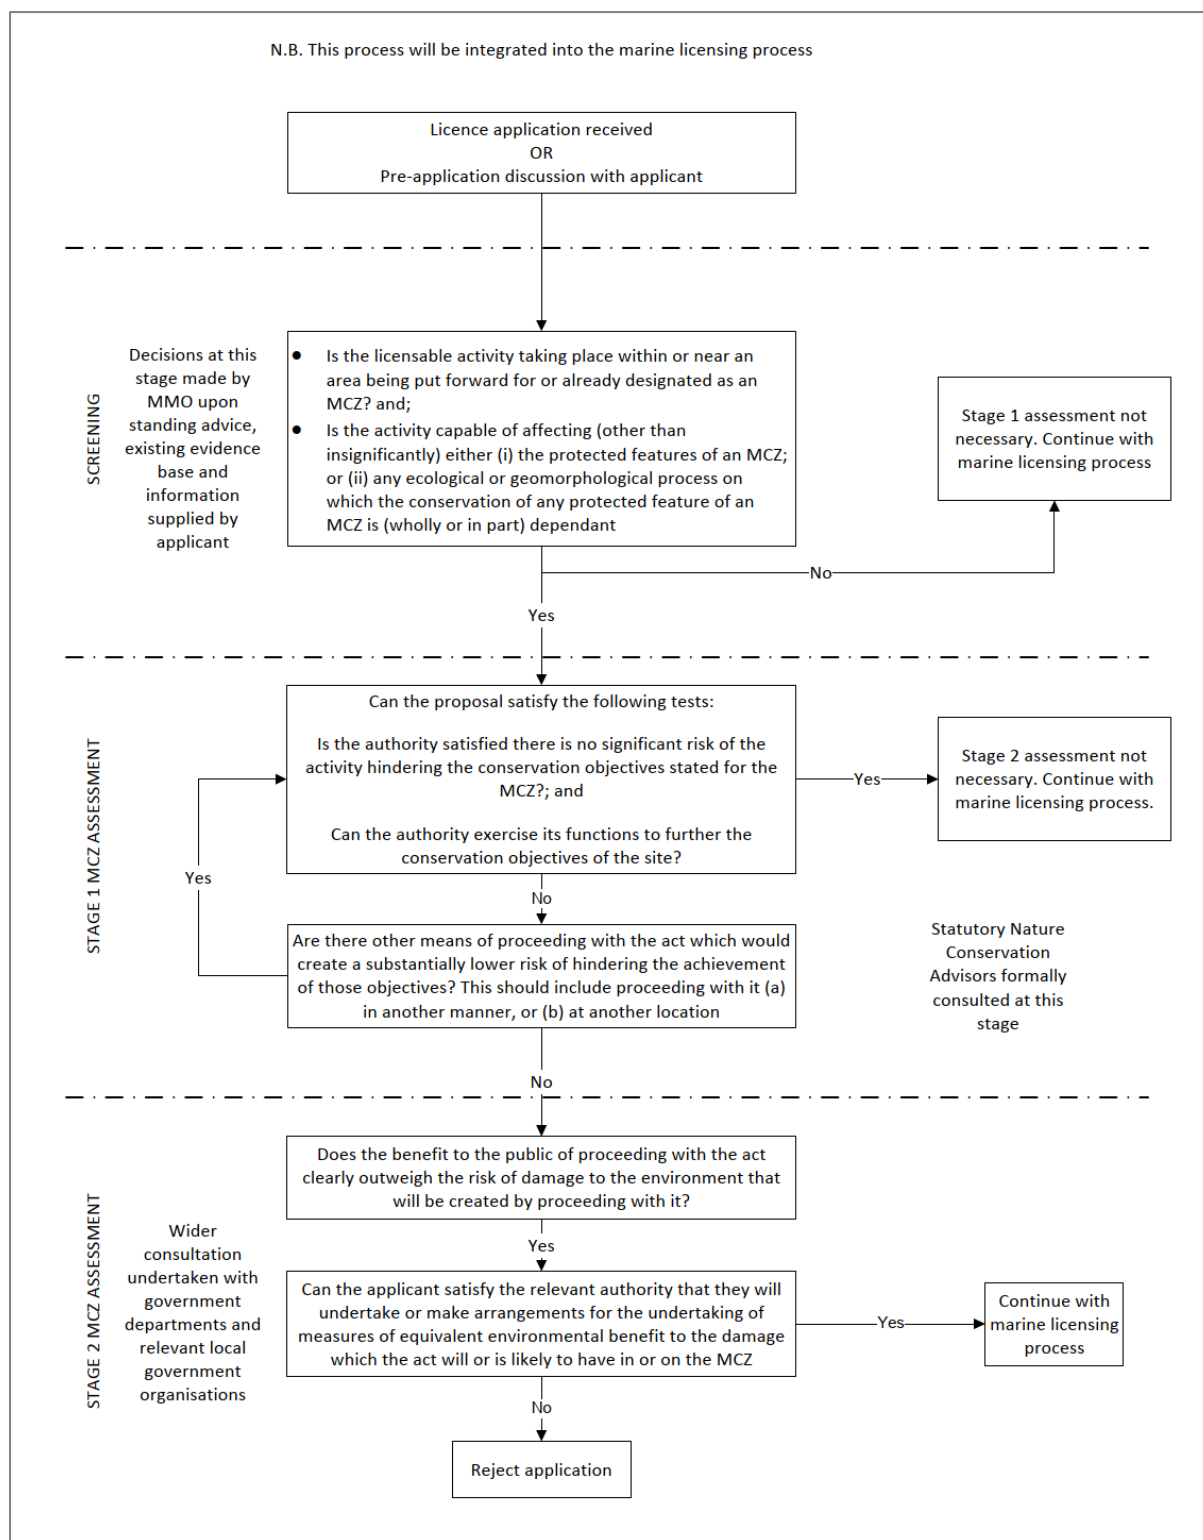 N.B. This process will be integrated into the marine licensing process
Licence application received
OR
Pre-application discussion with applicant
SCREENING
Decisions at this
stage made by
MMO upon
standing advice,
existing evidence
base and
information
supplied by
applicant
● Is the licensable activity taking place within or near an
area being put forward for or already designated as an
MCZ? and;
● Is the activity capable of affecting (other than
insignificantly) either (i) the protected features of an MCZ;
or (ii) any ecological or geomorphological process on
which the conservation of any protected feature of an
MCZ is (wholly or in part) dependant
Stage 1 assessment not
necessary. Continue with
marine licensing process
No
Yes
STAGE 1 MCZ ASSESSMENT
Can the proposal satisfy the following tests:
Is the authority satisfied there is no significant risk of the
activity hindering the conservation objectives stated for the
MCZ?; and
Can the authority exercise its functions to further the
conservation objectives of the site?
Yes
Stage 2 assessment not
necessary. Continue with
marine licensing process.
Yes
No
Are there other means of proceeding with the act which would
create a substantially lower risk of hindering the achievement
of those objectives? This should include proceeding with it (a)
in another manner, or (b) at another location
Statutory Nature
Conservation
Advisors formally
consulted at this
stage
No
STAGE 2 MCZ ASSESSMENT
Wider
consultation
undertaken with
government
departments and
relevant local
government
organisations
Does the benefit to the public of proceeding with the act
clearly outweigh the risk of damage to the environment that
will be created by proceeding with it?
Yes
Can the applicant satisfy the relevant authority that they will
undertake or make arrangements for the undertaking of
measures of equivalent environmental benefit to the damage
which the act will or is likely to have in or on the MCZ
Yes
Continue with
marine licensing
process
No
Reject application